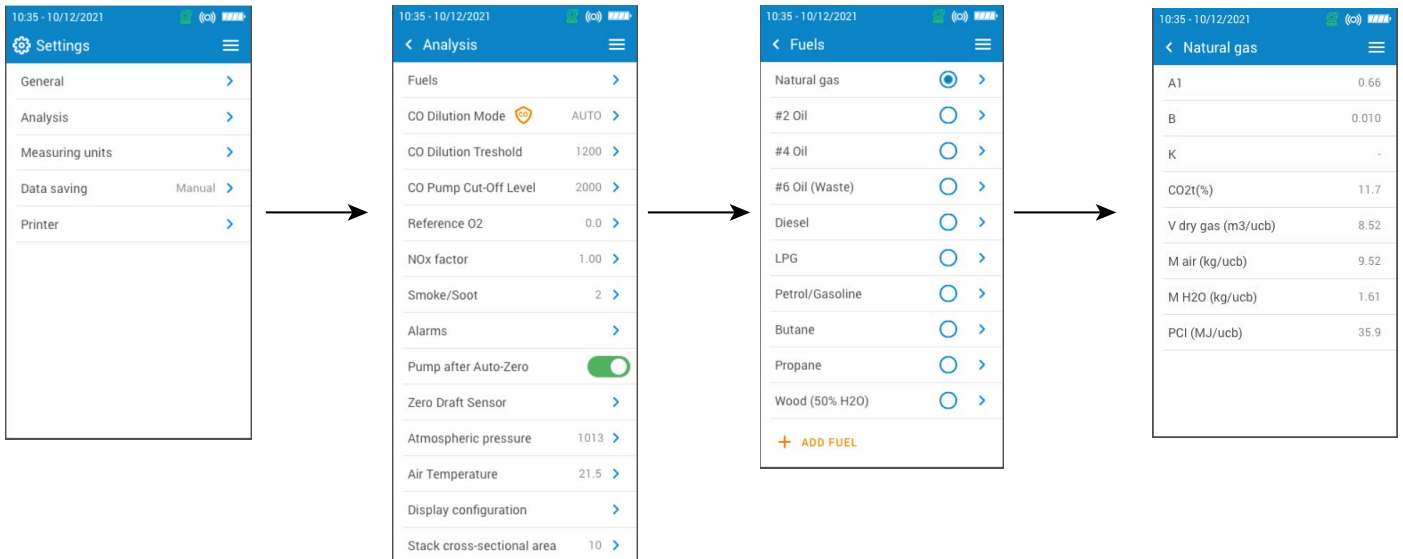 10:35 - 10/12/2021
Settings
General
Analysis
Measuring units
Data saving Manual
Printer
10:35 - 10/12/2021
Analysis
Fuels
CO Dilution Mode CO AUTO
CO Dilution Treshold 1200
CO Pump Cut-Off Level 2000
Reference O2 0.0
NOx factor 1.00
Smoke/Soot 2
Alarms
Pump after Auto-Zero
Zero Draft Sensor
Atmospheric pressure 1013
Air Temperature 21.5
Display configuration
Stack cross-sectional area 10
10:35 - 10/12/2021
Fuels
Natural gas
#2 Oil
#4 Oil
#6 Oil (Waste)
Diesel
LPG
Petrol/Gasoline
Butane
Propane
Wood (50% H2O)
+ ADD FUEL
10:35 - 10/12/2021
Natural gas
A1 0.66
B 0.010
K -
CO2t(%) 11.7
V dry gas (m3/ucb) 8.52
M air (kg/ucb) 9.52
M H2O (kg/ucb) 1.61
PCI (MJ/ucb) 35.9